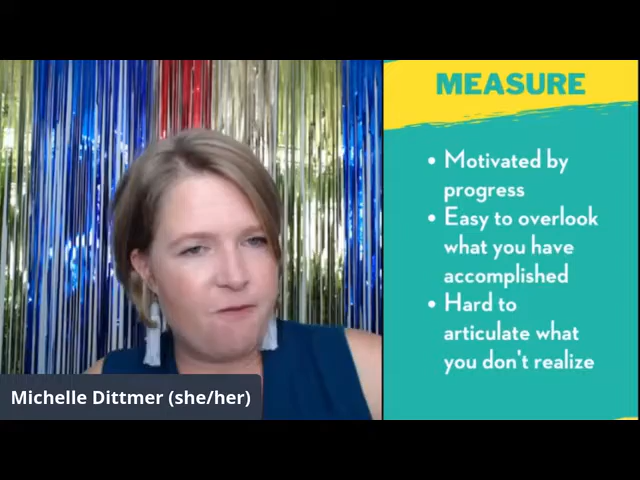 MEASURE
• Motivated by
progress
• Easy to overlook
what you have
accomplished
• Hard to
articulate what
you don't realize
Michelle Dittmer (she/her)